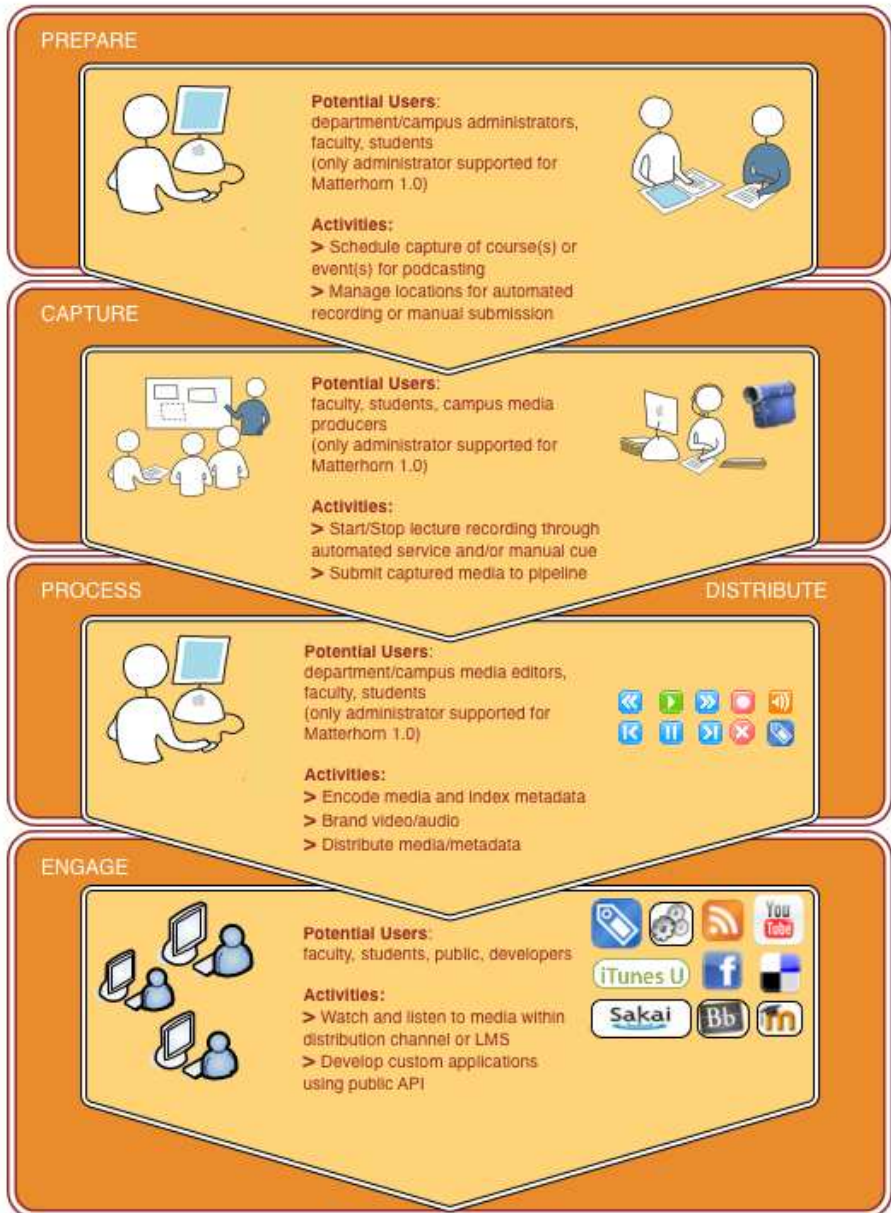 PREPARE
Potential Users:
department/campus administrators,
faculty, students
(only administrator supported for
Matterhorn 1.0)
Activities:
> Schedule capture of course(s) or
event(s) for podcasting
> Manage locations for automated
recording or manual submission
CAPTURE
Potential Users:
faculty, students, campus media
producers
(only administrator supported for
Matterhorn 1.0)
Activities:
> Start/Stop lecture recording through
automated service and/or manual cue
> Submit captured media to pipeline
PROCESS
DISTRIBUTE
Potential Users:
department/campus media editors,
faculty, students
(only administrator supported for
Matterhorn 1.0)
Activities:
> Encode media and index metadata
> Brand video/audio
> Distribute media/metadata
ENGAGE
Potential Users:
faculty, students, public, developers
Activities:
> Watch and listen to media within
distribution channel or LMS
> Develop custom applications
using public API
You
Tube
iTunes U
f
Sakai
Bb
m